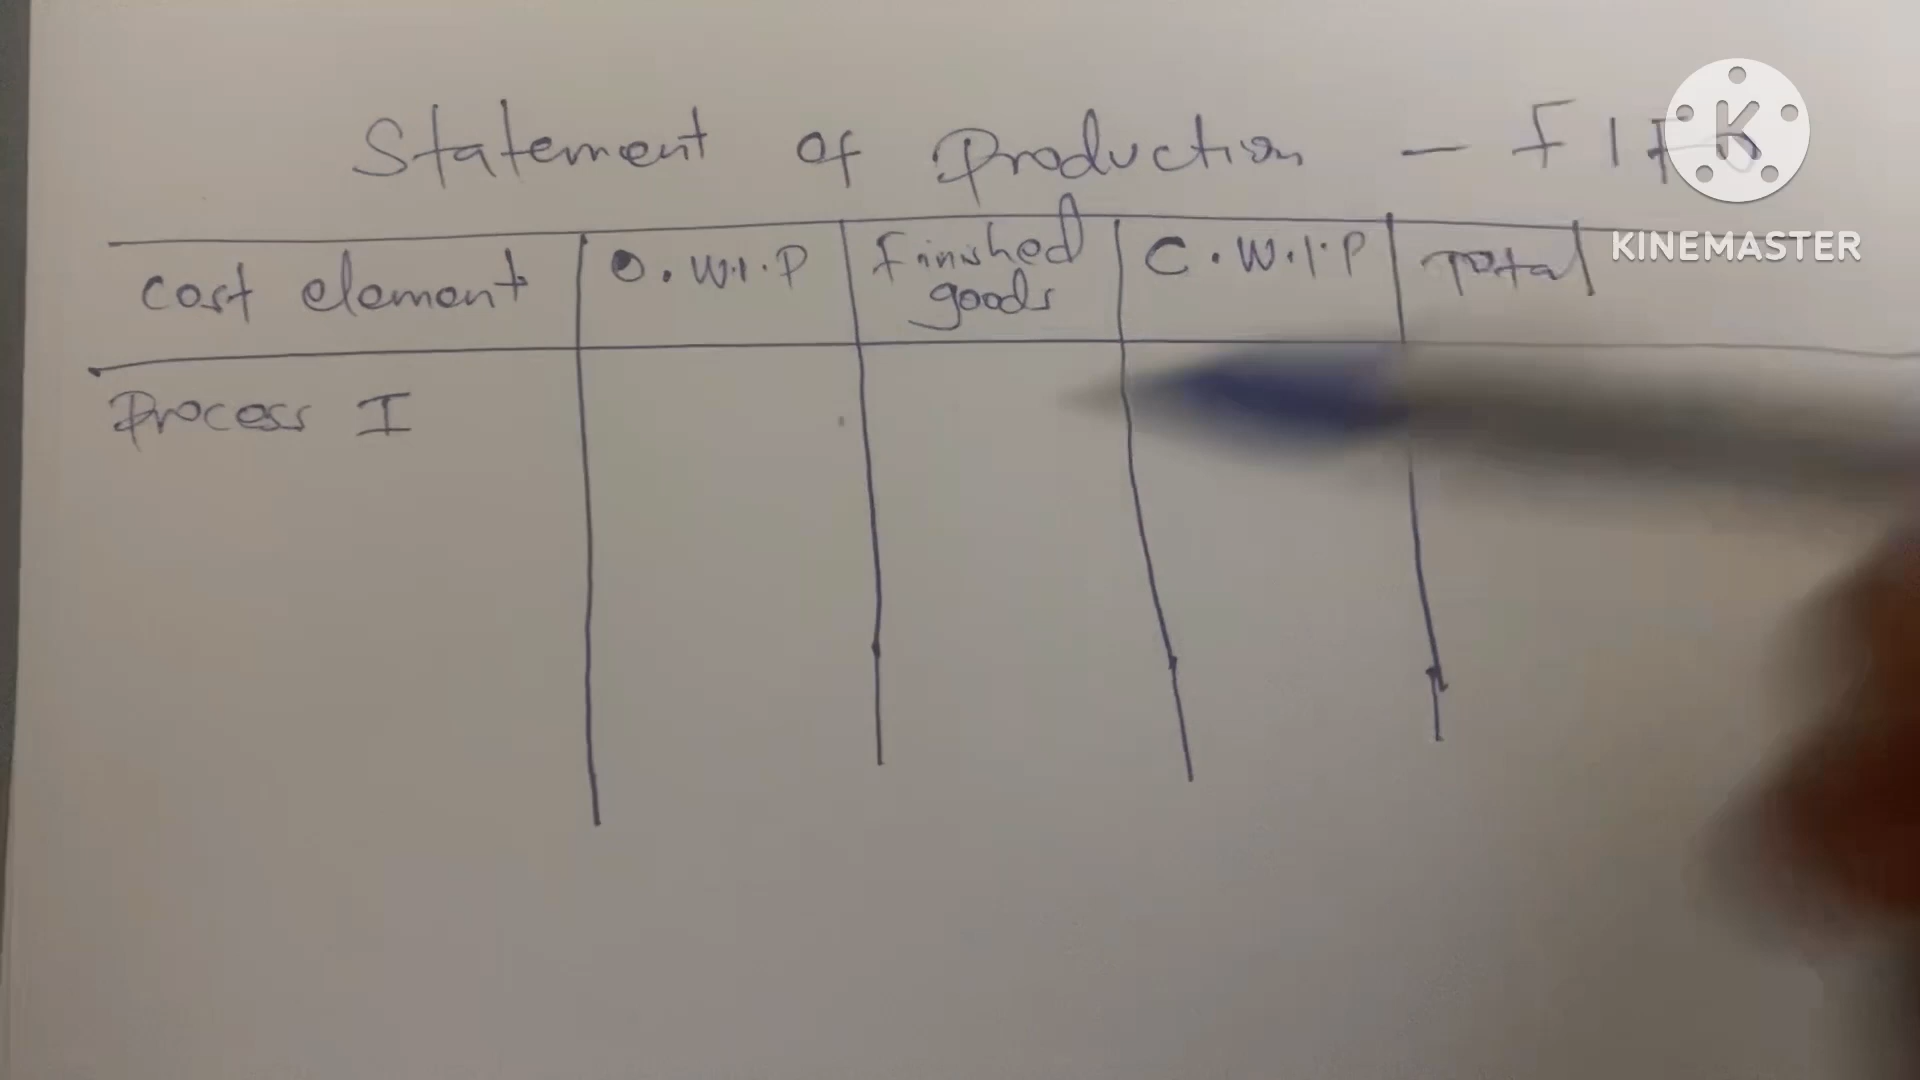 Statement of Production - FIFO
Cost element O.W.I.P Finished goods C.W.I.P Total
Process I
K
KINEMASTER